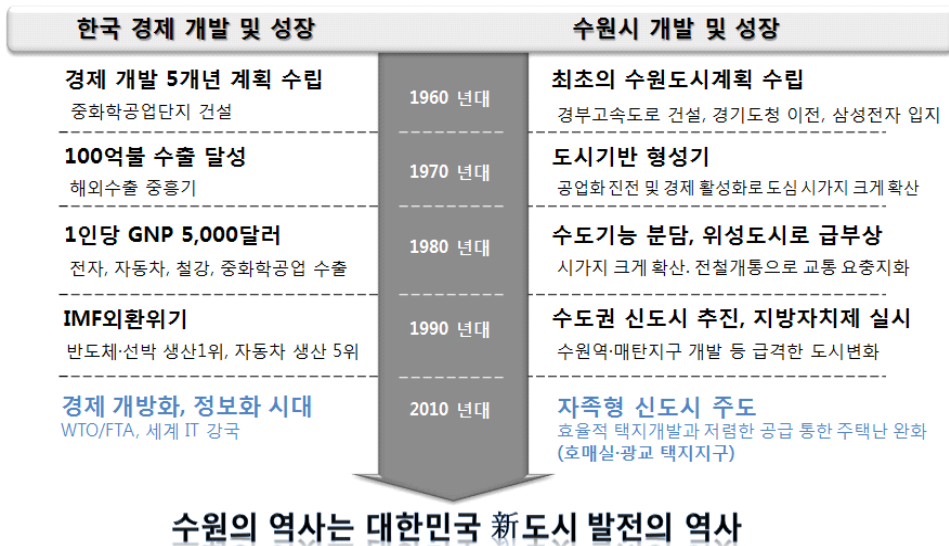 한국 경제 개발 및 성장
수원시 개발 및 성장
경제 개발 5개년 계획 수립
중화학공업단지 건설
1960 년대
최초의 수원도시계획 수립
경부고속도로 건설, 경기도청 이전, 삼성전자 입지
100억불 수출 달성
해외수출 중흥기
1970 년대
도시기반 형성기
공업화 진전 및 경제 활성화로 도심 시가지 크게 확산
1인당 GNP 5,000달러
전자, 자동차, 철강, 중화학공업 수출
1980 년대
수도기능 분담, 위성도시로 급부상
시가지 크게 확산. 전철개통으로 교통 요충지화
IMF외환위기
반도체·선박 생산1위, 자동차 생산 5위
1990 년대
수도권 신도시 추진, 지방자치제 실시
수원역·매탄지구 개발 등 급격한 도시변화
경제 개방화, 정보화 시대
WTO/FTA, 세계 IT 강국
2010 년대
자족형 신도시 주도
효율적 택지개발과 저렴한 공급 통한 주택난 완화
(호매실·광교 택지지구)
수원의 역사는 대한민국 新도시 발전의 역사